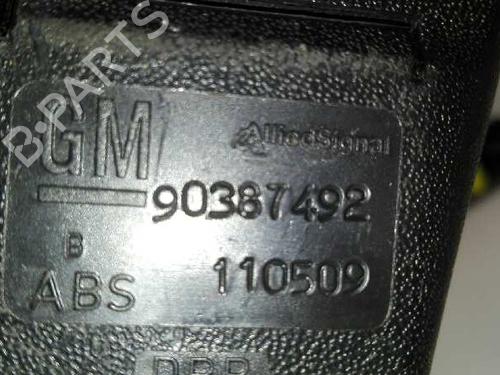 B-PARTS
GM AlliedSignal
90387492
B
ABS 110509